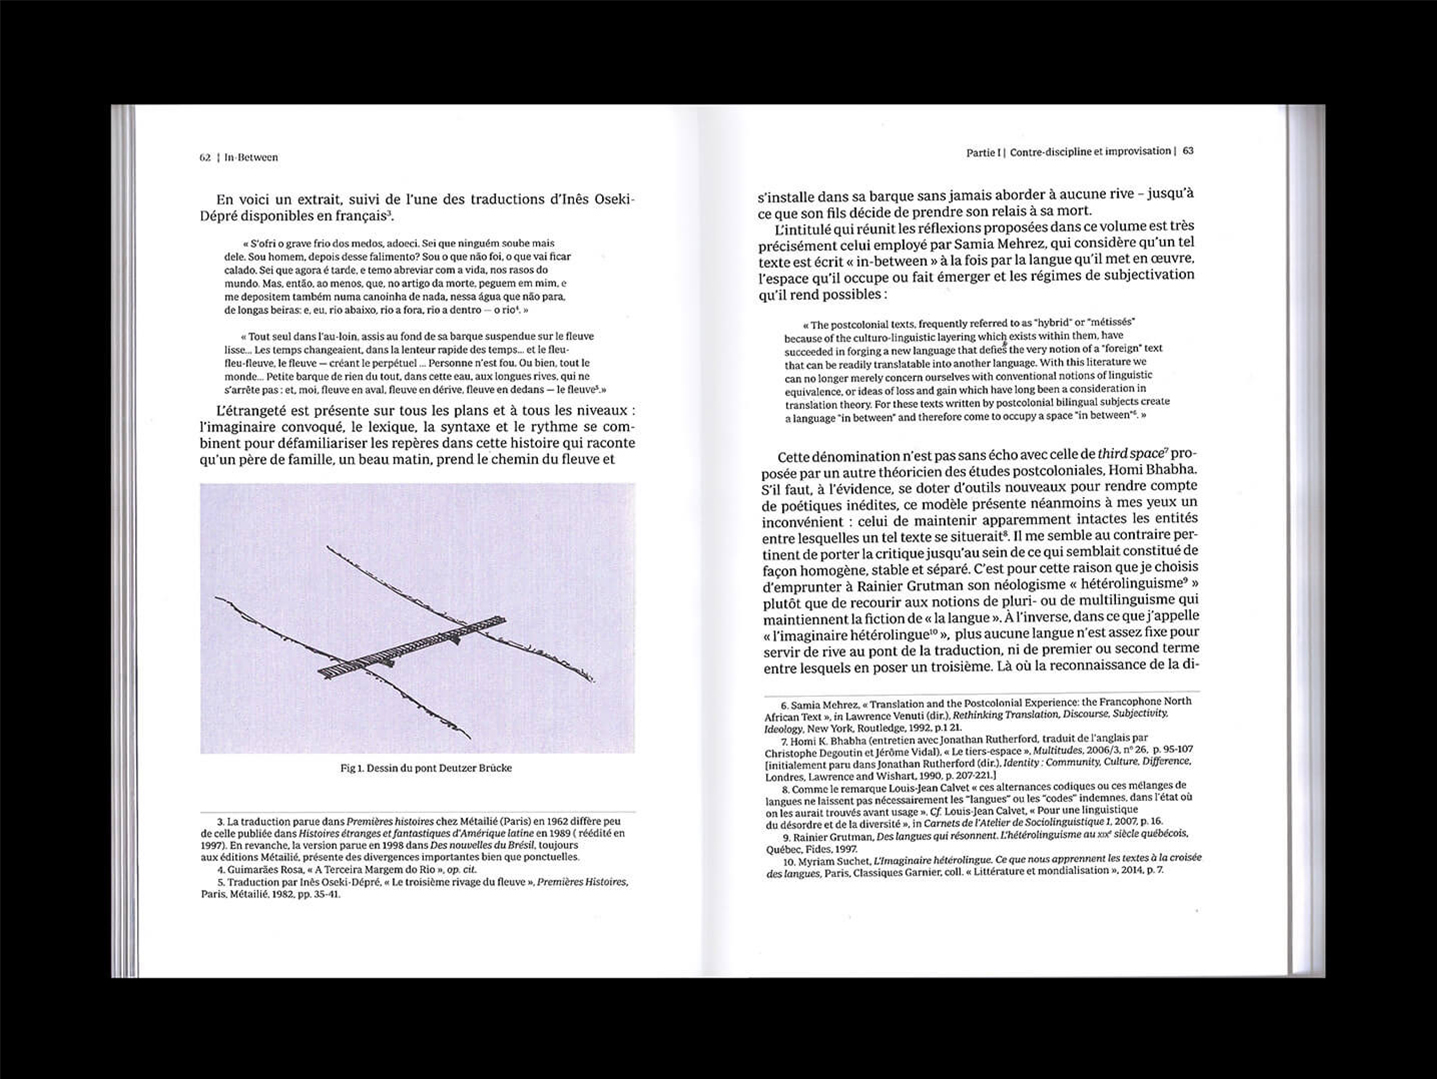 62 | In-Between
En voici un extrait, suivi de l'une des traductions d'Inês Oseki-
Dépré disponibles en français³.
« S'ofri o grave frio dos medos, adoeci. Sei que ninguém soube mais
dele. Sou homem, depois desse falimento? Sou o que não foi, o que vai ficar
calado. Sei que agora é tarde, e temo abreviar com a vida, nos rasos do
mundo. Mas, então, ao menos, que, no artigo da morte, peguem em mim, e
me depositem também numa canoinha de nada, nessa água que não para,
de longas beiras: e, eu, rio abaixo, rio a fora, rio a dentro — o rio⁴. »
« Tout seul dans l'au-loin, assis au fond de sa barque suspendue sur le fleuve
lisse... Les temps changeaient, dans la lenteur rapide des temps... et le fleu-
fleu-fleuve, le fleuve — créant le perpétuel ... Personne n'est fou. Ou bien, tout le
monde... Petite barque de rien du tout, dans cette eau, aux longues rives, qui ne
s'arrête pas : et, moi, fleuve en aval, fleuve en dérive, fleuve en dedans — le fleuve⁵.»
L'étrangeté est présente sur tous les plans et à tous les niveaux :
l'imaginaire convoqué, le lexique, la syntaxe et le rythme se com-
binent pour défamiliariser les repères dans cette histoire qui raconte
qu'un père de famille, un beau matin, prend le chemin du fleuve et
Fig 1. Dessin du pont Deutzer Brücke
3. La traduction parue dans Premières histoires chez Métailié (Paris) en 1962 diffère peu
de celle publiée dans Histoires étranges et fantastiques d'Amérique latine en 1989 ( réédité en
1997). En revanche, la version parue en 1998 dans Des nouvelles du Brésil, toujours
aux éditions Métailié, présente des divergences importantes bien que ponctuelles.
4. Guimarães Rosa, « A Terceira Margem do Rio », op. cit.
5. Traduction par Inês Oseki-Dépré, « Le troisième rivage du fleuve », Premières Histoires,
Paris, Métailié, 1982, pp. 35-41.
Partie I | Contre-discipline et improvisation | 63
s'installe dans sa barque sans jamais aborder à aucune rive – jusqu'à
ce que son fils décide de prendre son relais à sa mort.
L'intitulé qui réunit les réflexions proposées dans ce volume est très
précisément celui employé par Samia Mehrez, qui considère qu'un tel
texte est écrit « in-between » à la fois par la langue qu'il met en œuvre,
l'espace qu'il occupe ou fait émerger et les régimes de subjectivation
qu'il rend possibles :
« The postcolonial texts, frequently referred to as "hybrid" or "métissés"
because of the culturo-linguistic layering which exists within them, have
succeeded in forging a new language that defies the very notion of a "foreign" text
that can be readily translatable into another language. With this literature we
can no longer merely concern ourselves with conventional notions of linguistic
equivalence, or ideas of loss and gain which have long been a consideration in
translation theory. For these texts written by postcolonial bilingual subjects create
a language "in between" and therefore come to occupy a space "in between"⁶. »
Cette dénomination n'est pas sans écho avec celle de third space⁷ pro-
posée par un autre théoricien des études postcoloniales, Homi Bhabha.
S'il faut, à l'évidence, se doter d'outils nouveaux pour rendre compte
de poétiques inédites, ce modèle présente néanmoins à mes yeux un
inconvénient : celui de maintenir apparemment intactes les entités
entre lesquelles un tel texte se situerait⁸. Il me semble au contraire per-
tinent de porter la critique jusqu'au sein de ce qui semblait constitué de
façon homogène, stable et séparé. C'est pour cette raison que je choisis
d'emprunter à Rainier Grutman son néologisme « hétérolinguisme⁹ »
plutôt que de recourir aux notions de pluri- ou de multilinguisme qui
maintiennent la fiction de « la langue ». À l'inverse, dans ce que j'appelle
« l'imaginaire hétérolingue¹⁰ », plus aucune langue n'est assez fixe pour
servir de rive au pont de la traduction, ni de premier ou second terme
entre lesquels en poser un troisième. Là où la reconnaissance de la di-
6. Samia Mehrez, « Translation and the Postcolonial Experience: the Francophone North
African Text », in Lawrence Venuti (dir.), Rethinking Translation, Discourse, Subjectivity,
Ideology, New York, Routledge, 1992, p.1 21.
7. Homi K. Bhabha (entretien avec Jonathan Rutherford, traduit de l'anglais par
Christophe Degoutin et Jérôme Vidal), « Le tiers-espace », Multitudes, 2006/3, n° 26, p. 95-107
[initialement paru dans Jonathan Rutherford (dir.), Identity : Community, Culture, Difference,
Londres, Lawrence and Wishart, 1990, p. 207-221.]
8. Comme le remarque Louis-Jean Calvet « ces alternances codiques ou ces mélanges de
langues ne laissent pas nécessairement les "langues" ou les "codes" indemnes, dans l'état où
on les aurait trouvés avant usage ». Cf. Louis-Jean Calvet, « Pour une linguistique
du désordre et de la diversité », in Carnets de l'Atelier de Sociolinguistique 1, 2007, p. 16.
9. Rainier Grutman, Des langues qui résonnent. L'hétérolinguisme au XIXᵉ siècle québécois,
Québec, Fides, 1997.
10. Myriam Suchet, L'Imaginaire hétérolingue. Ce que nous apprennent les textes à la croisée
des langues, Paris, Classiques Garnier, coll. « Littérature et mondialisation », 2014, p. 7.